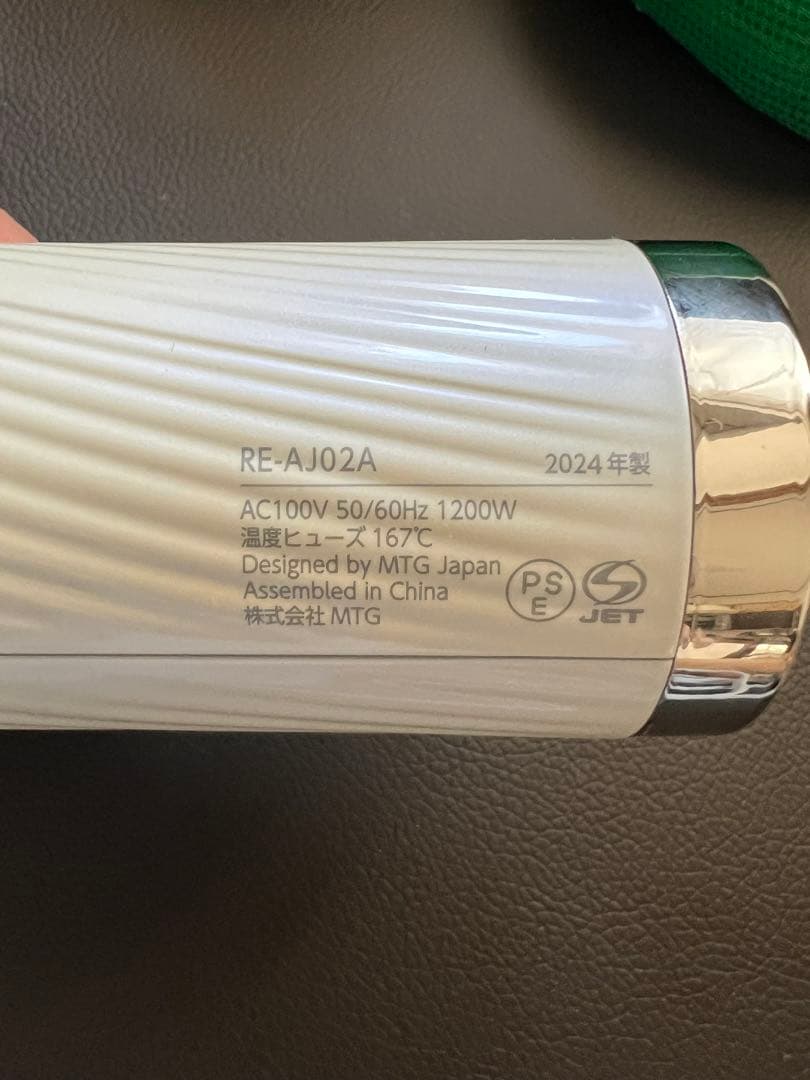 RE-AJ02A 2024年製
AC100V 50/60Hz 1200W
温度ヒューズ 167℃
Designed by MTG Japan
Assembled in China
株式会社 MTG
PS
E
JET